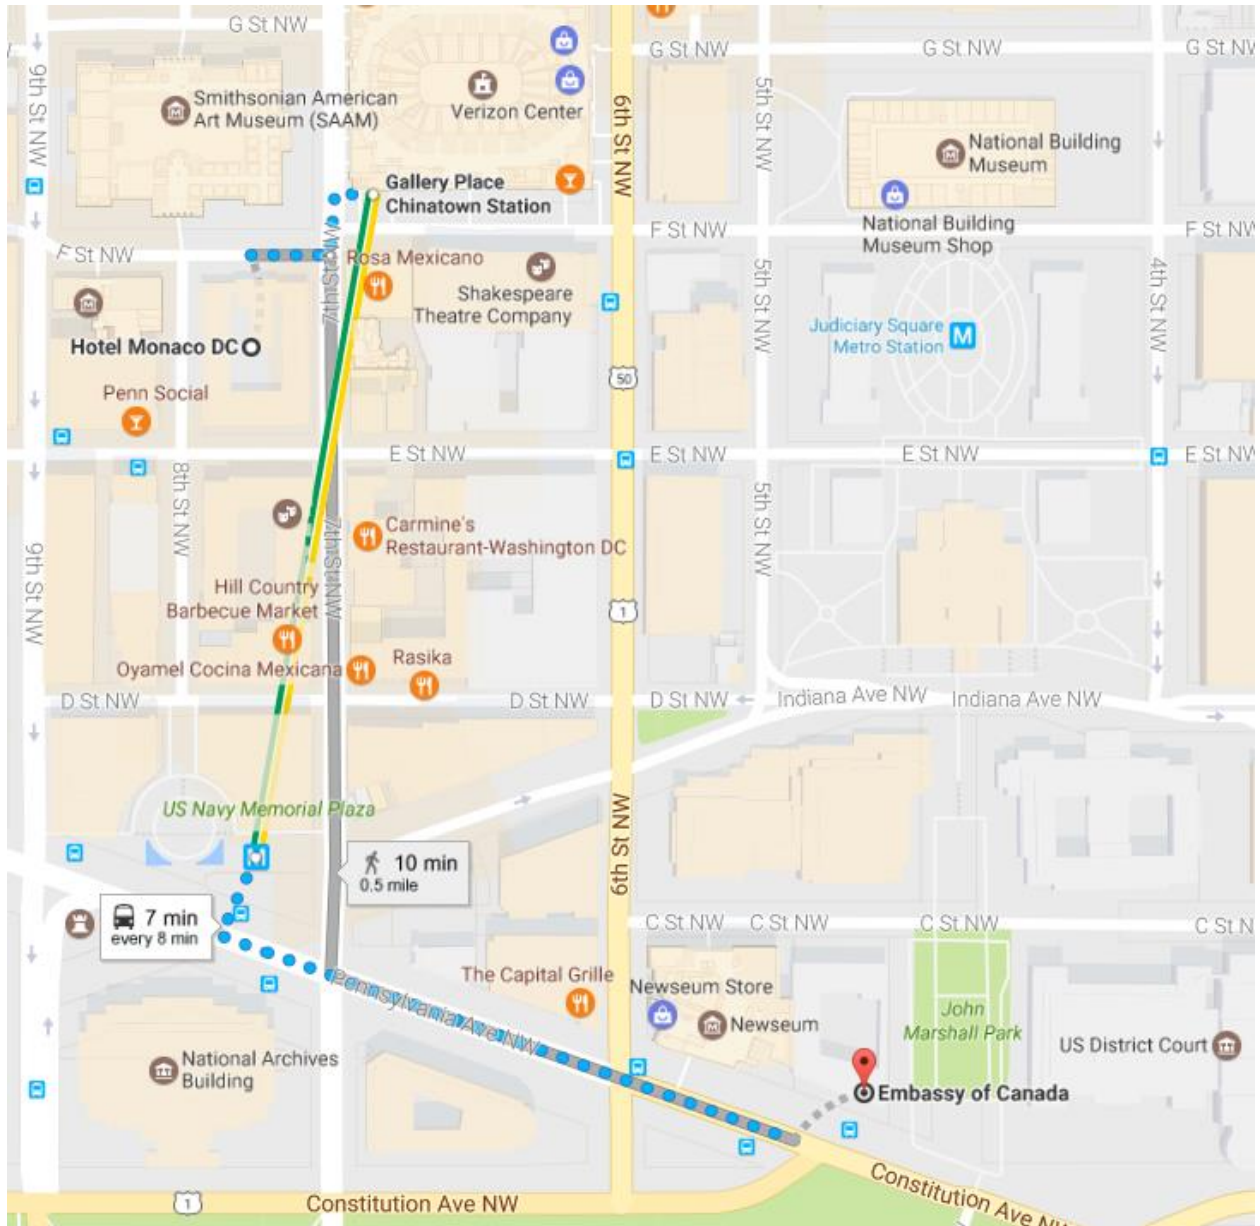 G St NW
G St NW
G St NW
G St NW
9th St NW
Smithsonian American
Art Museum (SAAM)
Verizon Center
6th St NW
5th St NW
National Building
Museum
Gallery Place
Chinatown Station
National Building
Museum Shop
F St NW
F St NW
F St NW
7th St NW
Rosa Mexicano
Shakespeare
Theatre Company
5th St NW
4th St NW
Judiciary Square
Metro Station
M
Hotel Monaco DC
Penn Social
50
E St NW
E St NW
E St NW
E St NW
8th St NW
9th St NW
7th St NW
5th St NW
Carmine's
Restaurant-Washington DC
Hill Country
Barbecue Market
1
Oyamel Cocina Mexicana
Rasika
D St NW
D St NW
D St NW
Indiana Ave NW
Indiana Ave NW
US Navy Memorial Plaza
6th St NW
10 min
0.5 mile
7 min
every 8 min
C St NW
C St NW
C St NW
C St N
The Capital Grille
Pennsylvania Ave NW
Newseum Store
Newseum
John
Marshall Park
US District Court
National Archives
Building
Embassy of Canada
1
Constitution Ave NW
Constitution Ave NW